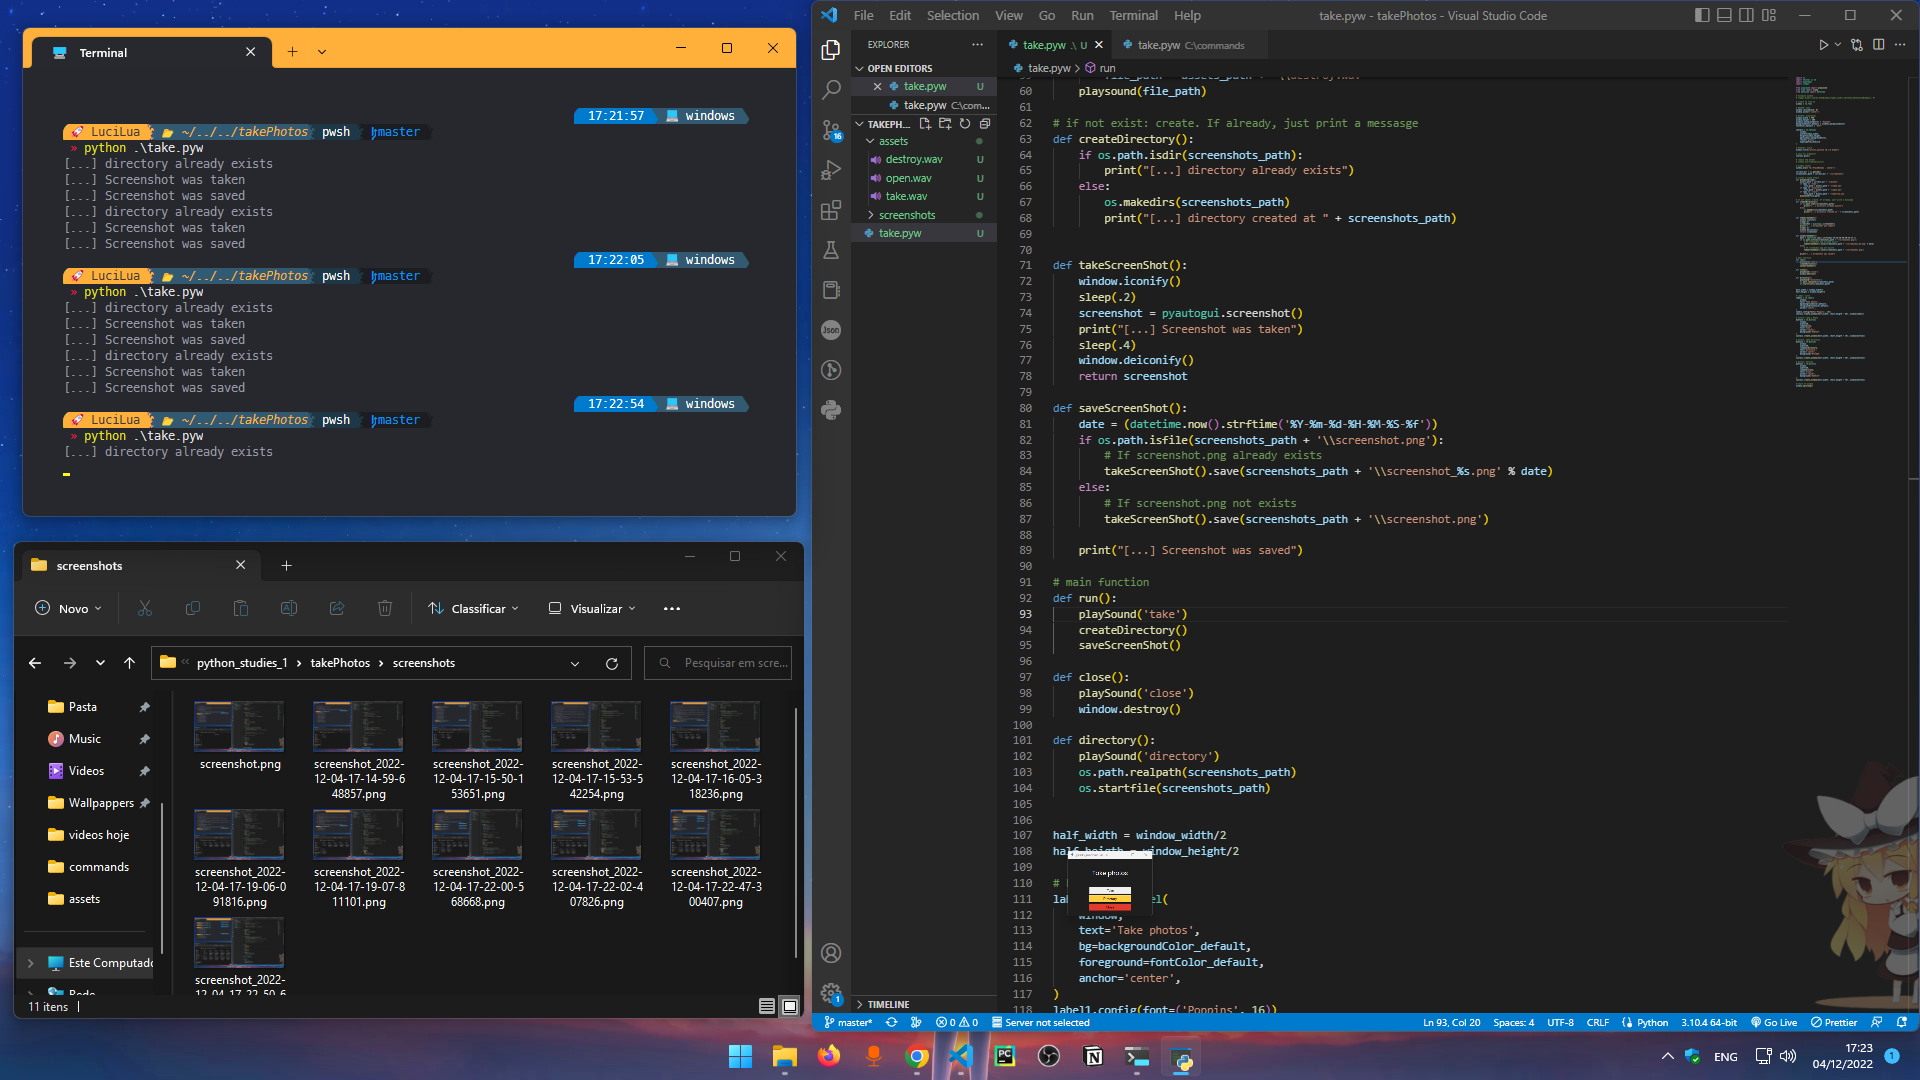 Terminal
17:21:57 windows
LuciLua ~/../../takePhotos pwsh master
» python .\take.pyw
[...] directory already exists
[...] Screenshot was taken
[...] Screenshot was saved
[...] directory already exists
[...] Screenshot was taken
[...] Screenshot was saved
17:22:05 windows
LuciLua ~/../../takePhotos pwsh master
» python .\take.pyw
[...] directory already exists
[...] Screenshot was taken
[...] Screenshot was saved
[...] directory already exists
[...] Screenshot was taken
[...] Screenshot was saved
17:22:54 windows
LuciLua ~/../../takePhotos pwsh master
» python .\take.pyw
[...] directory already exists
screenshots
Novo
Classificar
Visualizar
python_studies_1 > takePhotos > screenshots
Pesquisar em scre...
Pasta
Music
Videos
Wallpappers
videos hoje
commands
assets
Este Computado
Rede
screenshot.png
screenshot_2022-12-04-17-14-59-648857.png
screenshot_2022-12-04-17-15-50-153651.png
screenshot_2022-12-04-17-15-53-542254.png
screenshot_2022-12-04-17-16-05-318236.png
screenshot_2022-12-04-17-19-06-091816.png
screenshot_2022-12-04-17-19-07-811101.png
screenshot_2022-12-04-17-22-00-568668.png
screenshot_2022-12-04-17-22-02-407826.png
screenshot_2022-12-04-17-22-47-300407.png
screenshot_2022-12-04-17-22-50-6
11 itens
File Edit Selection View Go Run Terminal Help
take.pyw - takePhotos - Visual Studio Code
EXPLORER
OPEN EDITORS
take.pyw U
take.pyw C:\com...
TAKEPH...
assets
destroy.wav U
open.wav U
take.wav U
screenshots
take.pyw U
TIMELINE
16
Json
1
take.pyw .\ U
take.pyw C:\commands
take.pyw > run
60 playsound(file_path)
61
62 # if not exist: create. If already, just print a messasge
63 def createDirectory():
64 if os.path.isdir(screenshots_path):
65 print("[...] directory already exists")
66 else:
67 os.makedirs(screenshots_path)
68 print("[...] directory created at " + screenshots_path)
69
70
71 def takeScreenShot():
72 window.iconify()
73 sleep(.2)
74 screenshot = pyautogui.screenshot()
75 print("[...] Screenshot was taken")
76 sleep(.4)
77 window.deiconify()
78 return screenshot
79
80 def saveScreenShot():
81 date = (datetime.now().strftime('%Y-%m-%d-%H-%M-%S-%f'))
82 if os.path.isfile(screenshots_path + '\\screenshot.png'):
83 # If screenshot.png already exists
84 takeScreenShot().save(screenshots_path + '\\screenshot_%s.png' % date)
85 else:
86 # If screenshot.png not exists
87 takeScreenShot().save(screenshots_path + '\\screenshot.png')
88
89 print("[...] Screenshot was saved")
90
91 # main function
92 def run():
93 playSound('take')
94 createDirectory()
95 saveScreenShot()
96
97 def close():
98 playSound('close')
99 window.destroy()
100
101 def directory():
102 playSound('directory')
103 os.path.realpath(screenshots_path)
104 os.startfile(screenshots_path)
105
106
107 half_width = window_width/2
108 half_heigth = window_height/2
109
110 #
111 la el(
112 window,
113 text='Take photos',
114 bg=backgroundColor_default,
115 foreground=fontColor_default,
116 anchor='center',
117 )
118 label1.config(font=('Poppins', 16))
Take photos
master*
0 0
Server not selected
Ln 93, Col 20
Spaces: 4
UTF-8
CRLF
Python
3.10.4 64-bit
Go Live
Prettier
ENG
17:23
04/12/2022
1